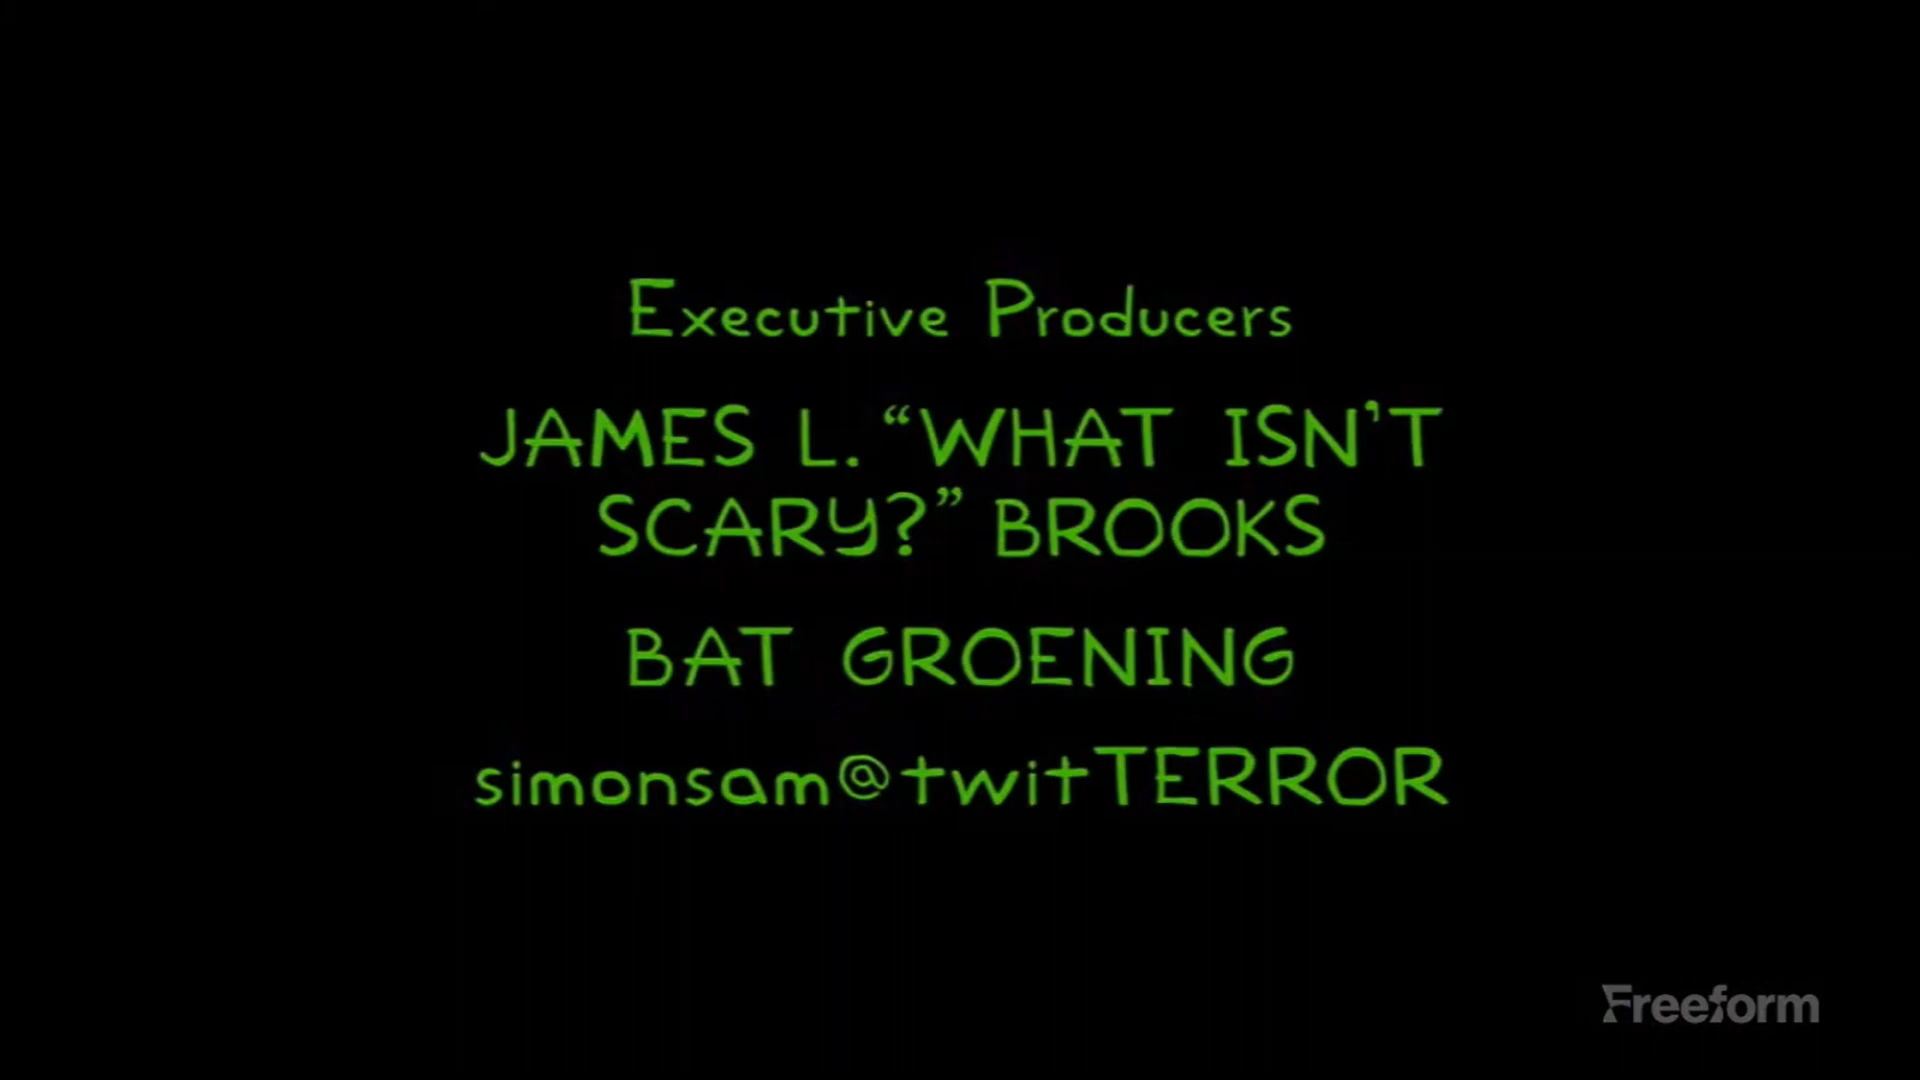 Executive Producers
JAMES L. “WHAT ISN’T
SCARY?” BROOKS
BAT GROENING
simonsam@twitTERROR
Freeform